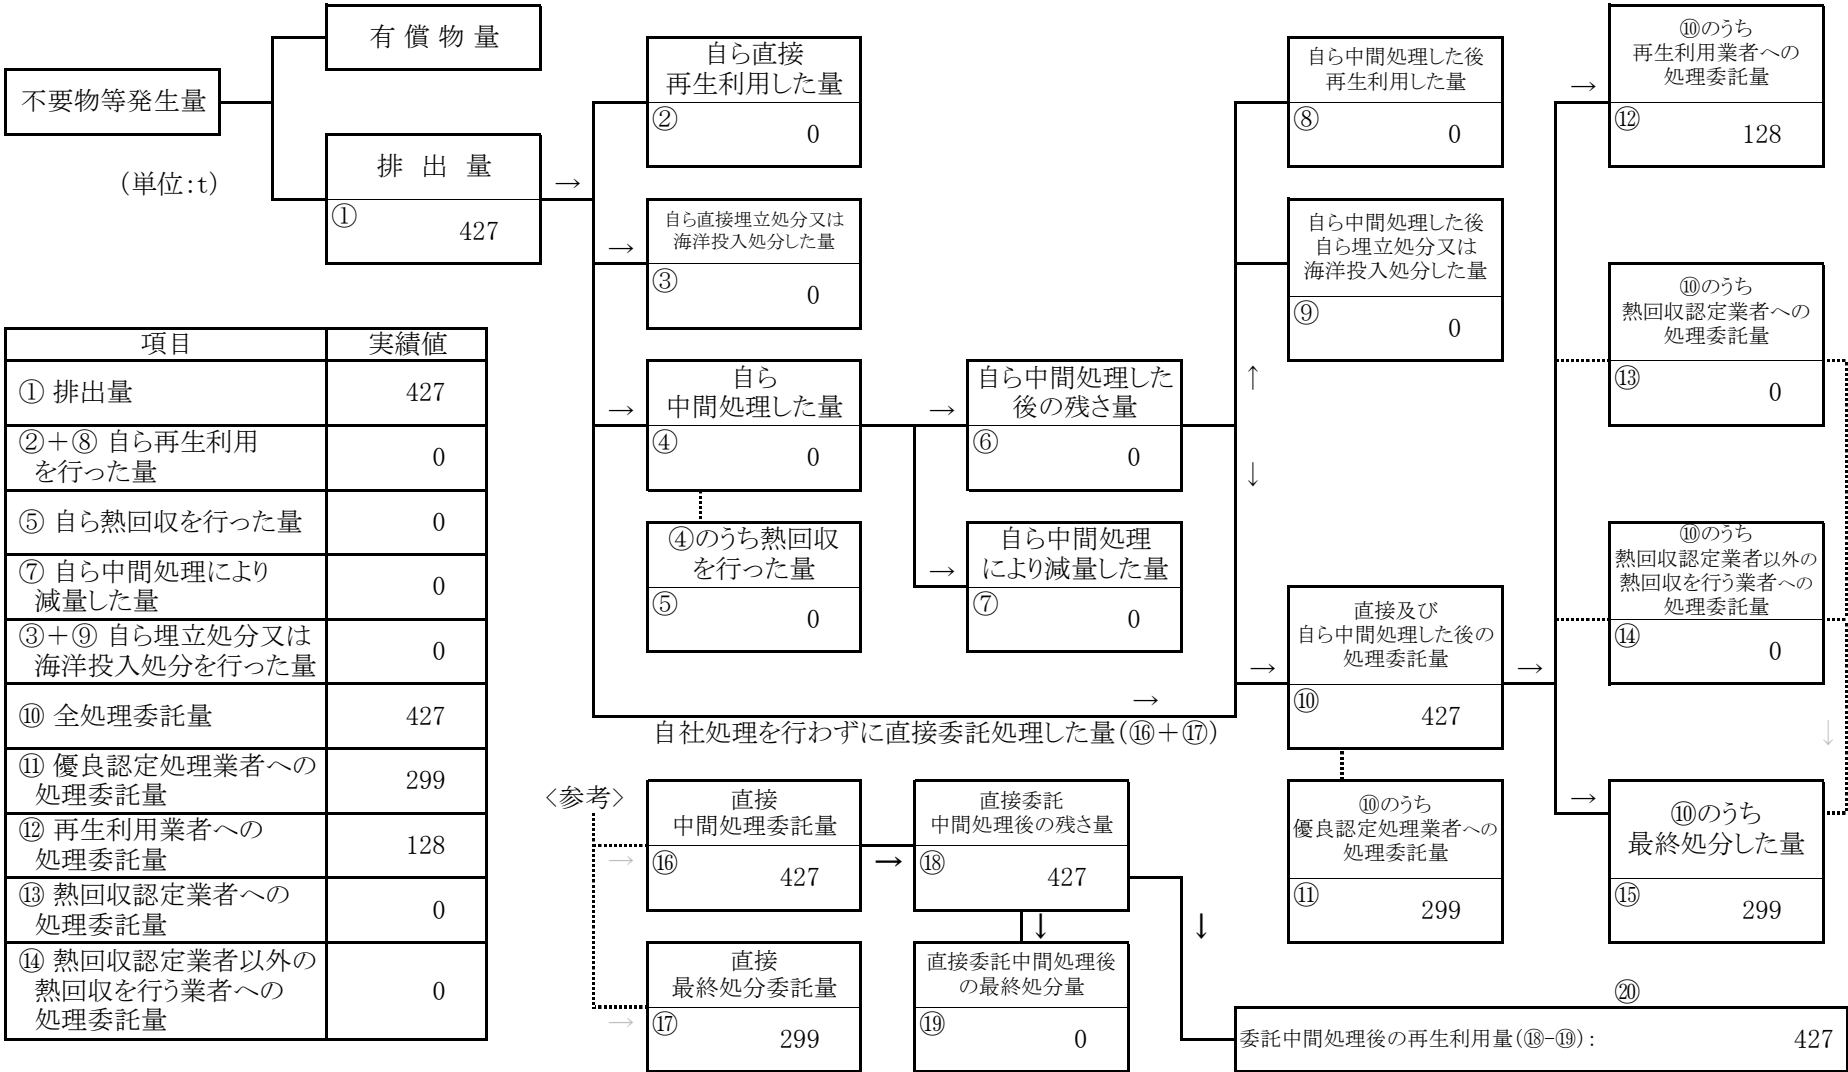 有 償 物 量
不要物等発生量
排 出 量
① 427
(単位:t)
→
自ら直接
再生利用した量
② 0
→
自ら直接埋立処分又は
海洋投入処分した量
③ 0
→
自ら
中間処理した量
④ 0
④のうち熱回収
を行った量
⑤ 0
→
自ら中間処理した
後の残さ量
⑥ 0
→
自ら中間処理
により減量した量
⑦ 0
↑
↓
自ら中間処理した後
再生利用した量
⑧ 0
自ら中間処理した後
自ら埋立処分又は
海洋投入処分した量
⑨ 0
→
自社処理を行わずに直接委託処理した量(⑯+⑰)
→
直接及び
自ら中間処理した後の
処理委託量
⑩ 427
⑩のうち
優良認定処理業者への
処理委託量
⑪ 299
→
→
⑩のうち
再生利用業者への
処理委託量
⑫ 128
⑩のうち
熱回収認定業者への
処理委託量
⑬ 0
⑩のうち
熱回収認定業者以外の
熱回収を行う業者への
処理委託量
⑭ 0
↓
→
⑩のうち
最終処分した量
⑮ 299
項目 実績値
① 排出量 427
②+⑧ 自ら再生利用
を行った量 0
⑤ 自ら熱回収を行った量 0
⑦ 自ら中間処理により
減量した量 0
③+⑨ 自ら埋立処分又は
海洋投入処分を行った量 0
⑩ 全処理委託量 427
⑪ 優良認定処理業者への
処理委託量 299
⑫ 再生利用業者への
処理委託量 128
⑬ 熱回収認定業者への
処理委託量 0
⑭ 熱回収認定業者以外の
熱回収を行う業者への
処理委託量 0
〈参考〉
→
直接
中間処理委託量
⑯ 427
→
直接
最終処分委託量
⑰ 299
→
直接委託
中間処理後の残さ量
⑱ 427
↓
直接委託中間処理後
の最終処分量
⑲ 0
↓
⑳
委託中間処理後の再生利用量(⑱-⑲): 427